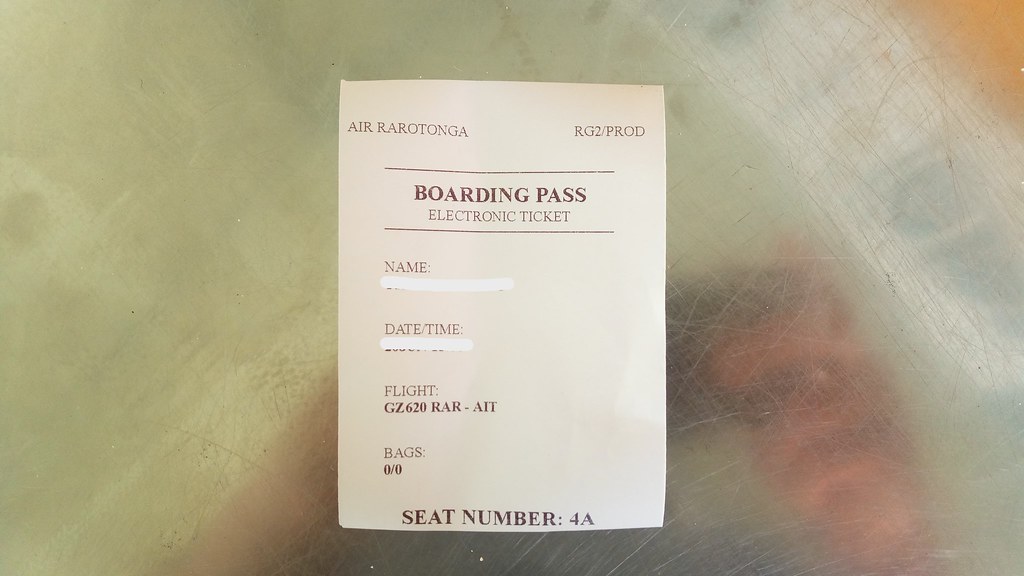 AIR RAROTONGA RG2/PROD
BOARDING PASS
ELECTRONIC TICKET
NAME:
DATE/TIME:
FLIGHT:
GZ620 RAR - AIT
BAGS:
0/0
SEAT NUMBER: 4A